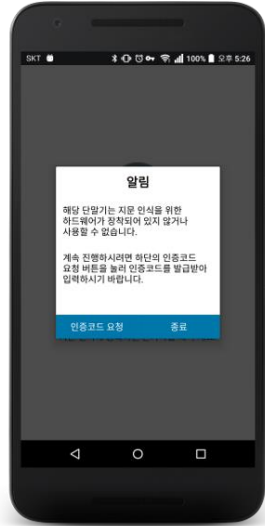 SKT
100% 오후 5:26
알림
해당 단말기는 지문 인식을 위한
하드웨어가 장착되어 있지 않거나
사용할 수 없습니다.
계속 진행하시려면 하단의 인증코드
요청 버튼을 눌러 인증코드를 발급받아
입력하시기 바랍니다.
인증코드 요청 종료